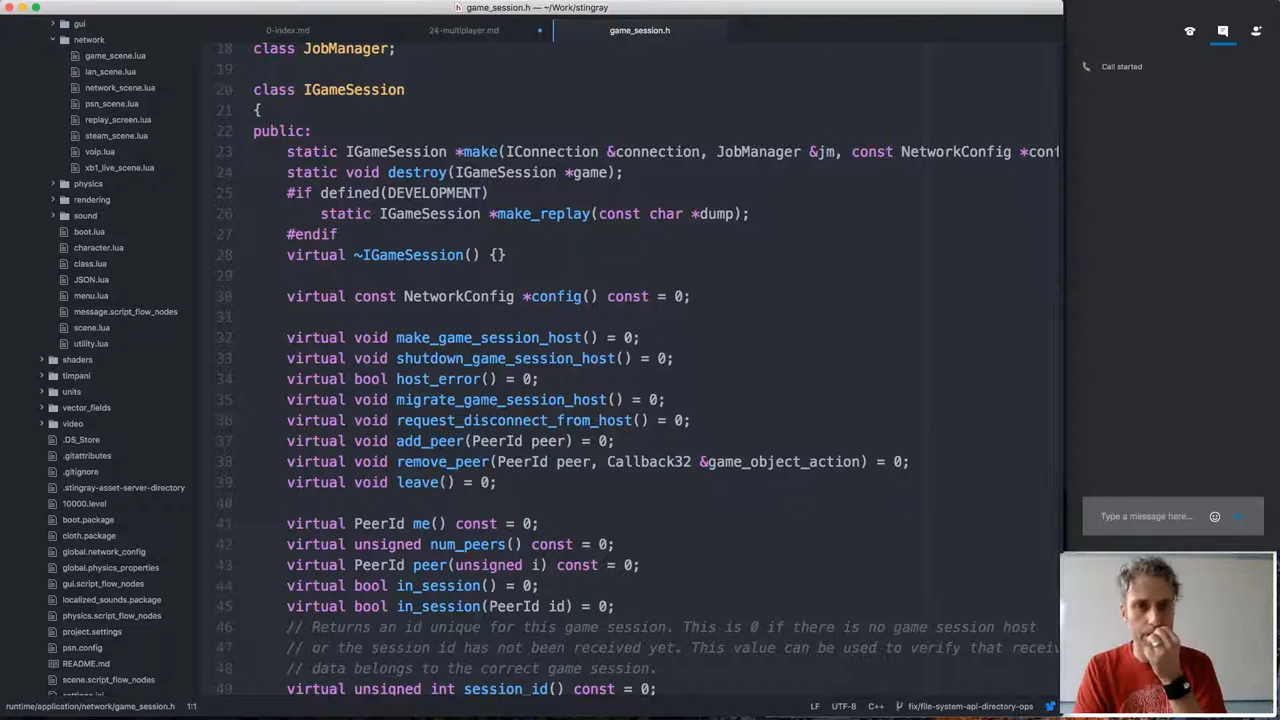 game_session.h — ~/Work/stingray
0-index.md
24-multiplayer.md
game_session.h
gui
network
game_scene.lua
lan_scene.lua
network_scene.lua
psn_scene.lua
replay_screen.lua
steam_scene.lua
voip.lua
xb1_live_scene.lua
physics
rendering
sound
boot.lua
character.lua
class.lua
JSON.lua
menu.lua
message.script_flow_nodes
scene.lua
utility.lua
shaders
timpani
units
vector_fields
video
.DS_Store
.gitattributes
.gitignore
.stingray-asset-server-directory
10000.level
boot.package
cloth.package
global.network_config
global.physics_properties
gui.script_flow_nodes
localized_sounds.package
physics.script_flow_nodes
project.settings
psn.config
README.md
scene.script_flow_nodes
settings.ini
18 class JobManager;
19
20 class IGameSession
21 {
22 public:
23 static IGameSession *make(IConnection &connection, JobManager &jm, const NetworkConfig *conf
24 static void destroy(IGameSession *game);
25 #if defined(DEVELOPMENT)
26 static IGameSession *make_replay(const char *dump);
27 #endif
28 virtual ~IGameSession() {}
29
30 virtual const NetworkConfig *config() const = 0;
31
32 virtual void make_game_session_host() = 0;
33 virtual void shutdown_game_session_host() = 0;
34 virtual bool host_error() = 0;
35 virtual void migrate_game_session_host() = 0;
36 virtual void request_disconnect_from_host() = 0;
37 virtual void add_peer(PeerId peer) = 0;
38 virtual void remove_peer(PeerId peer, Callback32 &game_object_action) = 0;
39 virtual void leave() = 0;
40
41 virtual PeerId me() const = 0;
42 virtual unsigned num_peers() const = 0;
43 virtual PeerId peer(unsigned i) const = 0;
44 virtual bool in_session() = 0;
45 virtual bool in_session(PeerId id) = 0;
46 // Returns an id unique for this game session. This is 0 if there is no game session host
47 // or the session id has not been received yet. This value can be used to verify that receiv
48 // data belongs to the correct game session.
49 virtual unsigned int session_id() const = 0;
runtime/application/network/game_session.h 1:1
LF UTF-8 C++ fix/file-system-api-directory-ops
Call started
Type a message here...